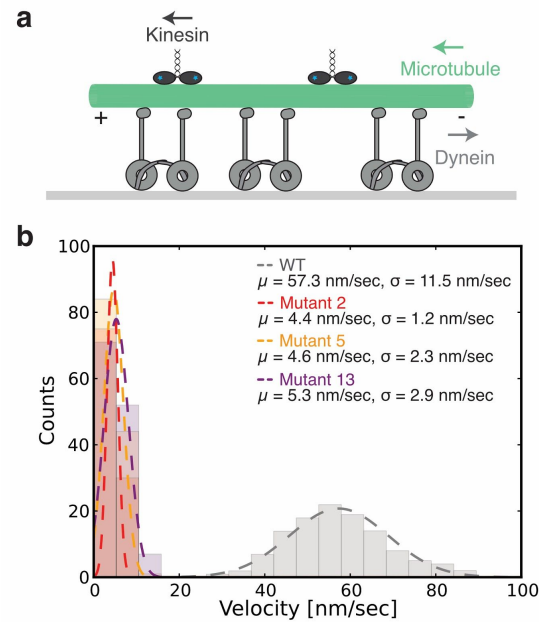 a
Kinesin
Microtubule
+
-
Dynein
b
100
80
60
40
20
0
Counts
WT
μ = 57.3 nm/sec, σ = 11.5 nm/sec
Mutant 2
μ = 4.4 nm/sec, σ = 1.2 nm/sec
Mutant 5
μ = 4.6 nm/sec, σ = 2.3 nm/sec
Mutant 13
μ = 5.3 nm/sec, σ = 2.9 nm/sec
0 20 40 60 80 100
Velocity [nm/sec]